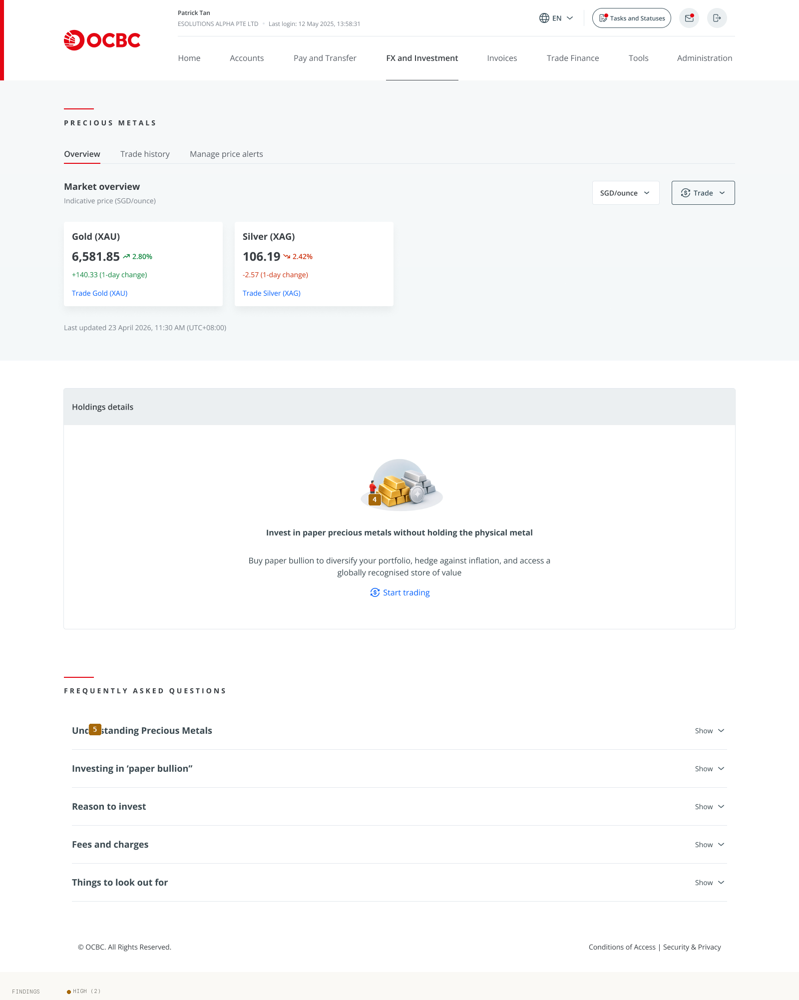 Patrick Tan
ESOLUTIONS ALPHA PTE LTD • Last login: 12 May 2025, 13:58:31
EN
Tasks and Statuses
OCBC
Home Accounts Pay and Transfer FX and Investment Invoices Trade Finance Tools Administration
PRECIOUS METALS
Overview Trade history Manage price alerts
Market overview
Indicative price (SGD/ounce)
SGD/ounce
Trade
Gold (XAU)
6,581.85 2.80%
+140.33 (1-day change)
Trade Gold (XAU)
Silver (XAG)
106.19 2.42%
-2.57 (1-day change)
Trade Silver (XAG)
Last updated 23 April 2026, 11:30 AM (UTC+08:00)
Holdings details
4
Invest in paper precious metals without holding the physical metal
Buy paper bullion to diversify your portfolio, hedge against inflation, and access a
globally recognised store of value
Start trading
FREQUENTLY ASKED QUESTIONS
5
Precious Metals Show
Investing in ‘paper bullion” Show
Reason to invest Show
Fees and charges Show
Things to look out for Show
© OCBC. All Rights Reserved.
Conditions of Access | Security & Privacy
FINDINGS HIGH (2)